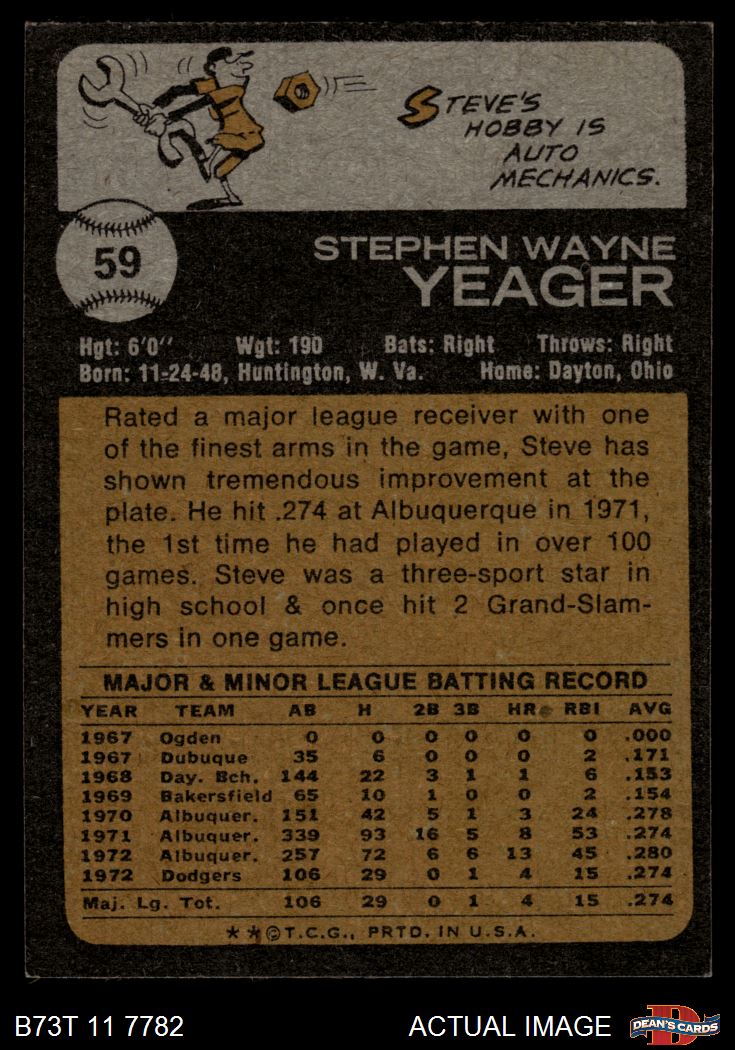 STEVE'S
HOBBY IS
AUTO
MECHANICS.
59
STEPHEN WAYNE
YEAGER
Hgt: 6'0" Wgt: 190 Bats: Right Throws: Right
Born: 11-24-48, Huntington, W. Va. Home: Dayton, Ohio
Rated a major league receiver with one
of the finest arms in the game, Steve has
shown tremendous improvement at the
plate. He hit .274 at Albuquerque in 1971,
the 1st time he had played in over 100
games. Steve was a three-sport star in
high school & once hit 2 Grand-Slam-
mers in one game.
MAJOR & MINOR LEAGUE BATTING RECORD
YEAR TEAM AB H 2B 3B HR RBI AVG
1967 Ogden 0 0 0 0 0 0 .000
1967 Dubuque 35 6 0 0 0 2 .171
1968 Day. Bch. 144 22 3 1 1 6 .153
1969 Bakersfield 65 10 1 0 0 2 .154
1970 Albuquer. 151 42 5 1 3 24 .278
1971 Albuquer. 339 93 16 5 8 53 .274
1972 Albuquer. 257 72 6 6 13 45 .280
1972 Dodgers 106 29 0 1 4 15 .274
Maj. Lg. Tot. 106 29 0 1 4 15 .274
**©T.C.G., PRTD. IN U.S.A.
B73T 11 7782 ACTUAL IMAGE D DEAN'S CARDS